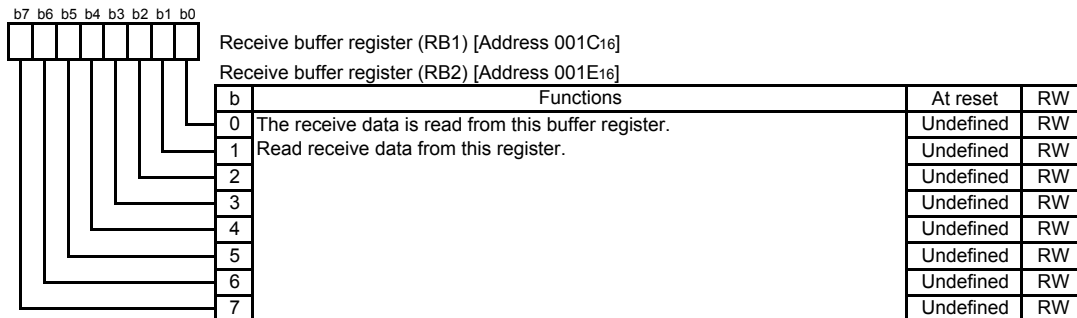 b7 b6 b5 b4 b3 b2 b1 b0
Receive buffer register (RB1) [Address 001C16]
Receive buffer register (RB2) [Address 001E16]
b Functions At reset RW
0 The receive data is read from this buffer register. Undefined RW
1 Read receive data from this register. Undefined RW
2 Undefined RW
3 Undefined RW
4 Undefined RW
5 Undefined RW
6 Undefined RW
7 Undefined RW